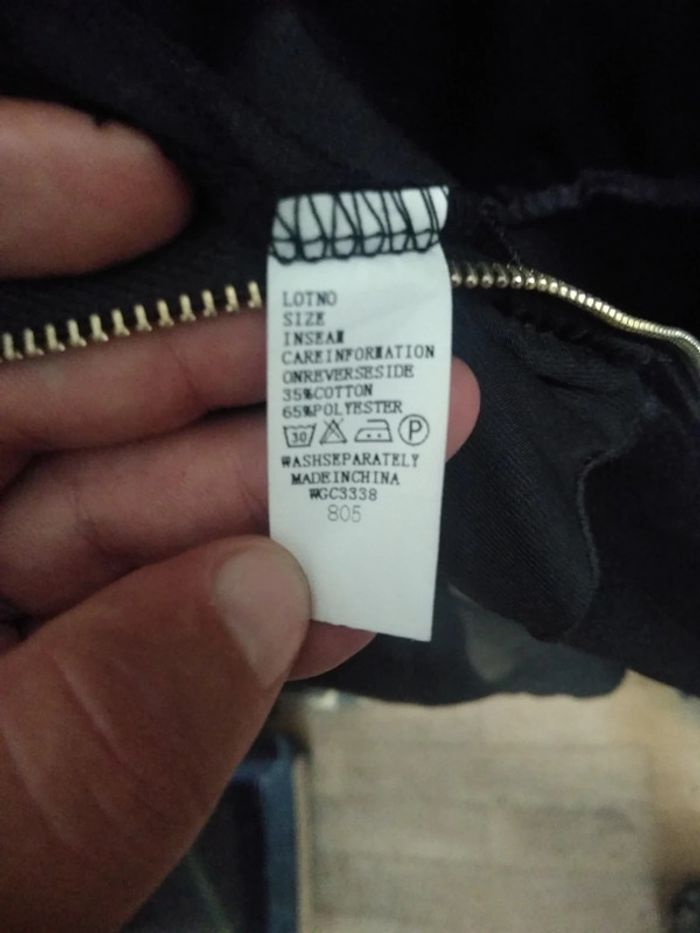 LOTNO
SIZE
INSEAM
CAREINFORMATION
ONREVERSESIDE
35%COTTON
65%POLYESTER
30 P
WASHSEPARATELY
MADEINCHINA
WGC3338
805